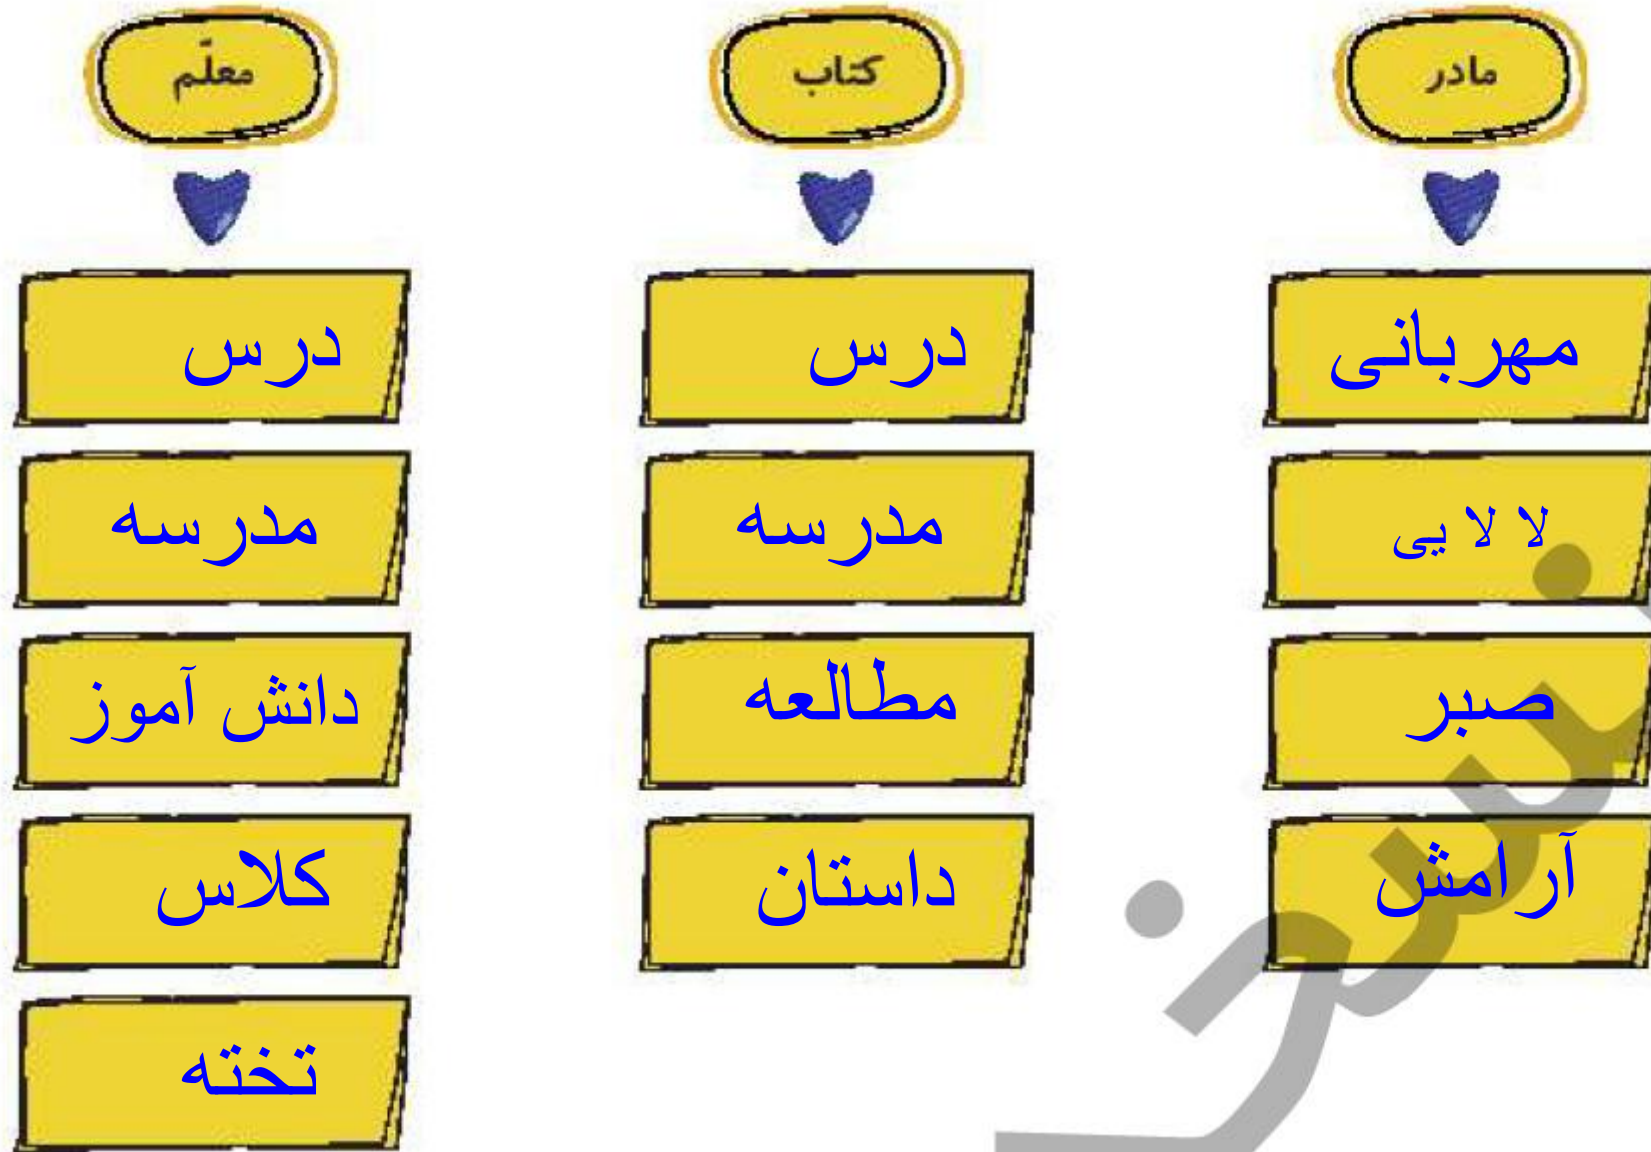 مادر
کتاب
معلّم
مهربانی
درس
درس
لا لا یی
مدرسه
مدرسه
صبر
مطالعه
دانش آموز
آرامش
داستان
کلاس
تخته